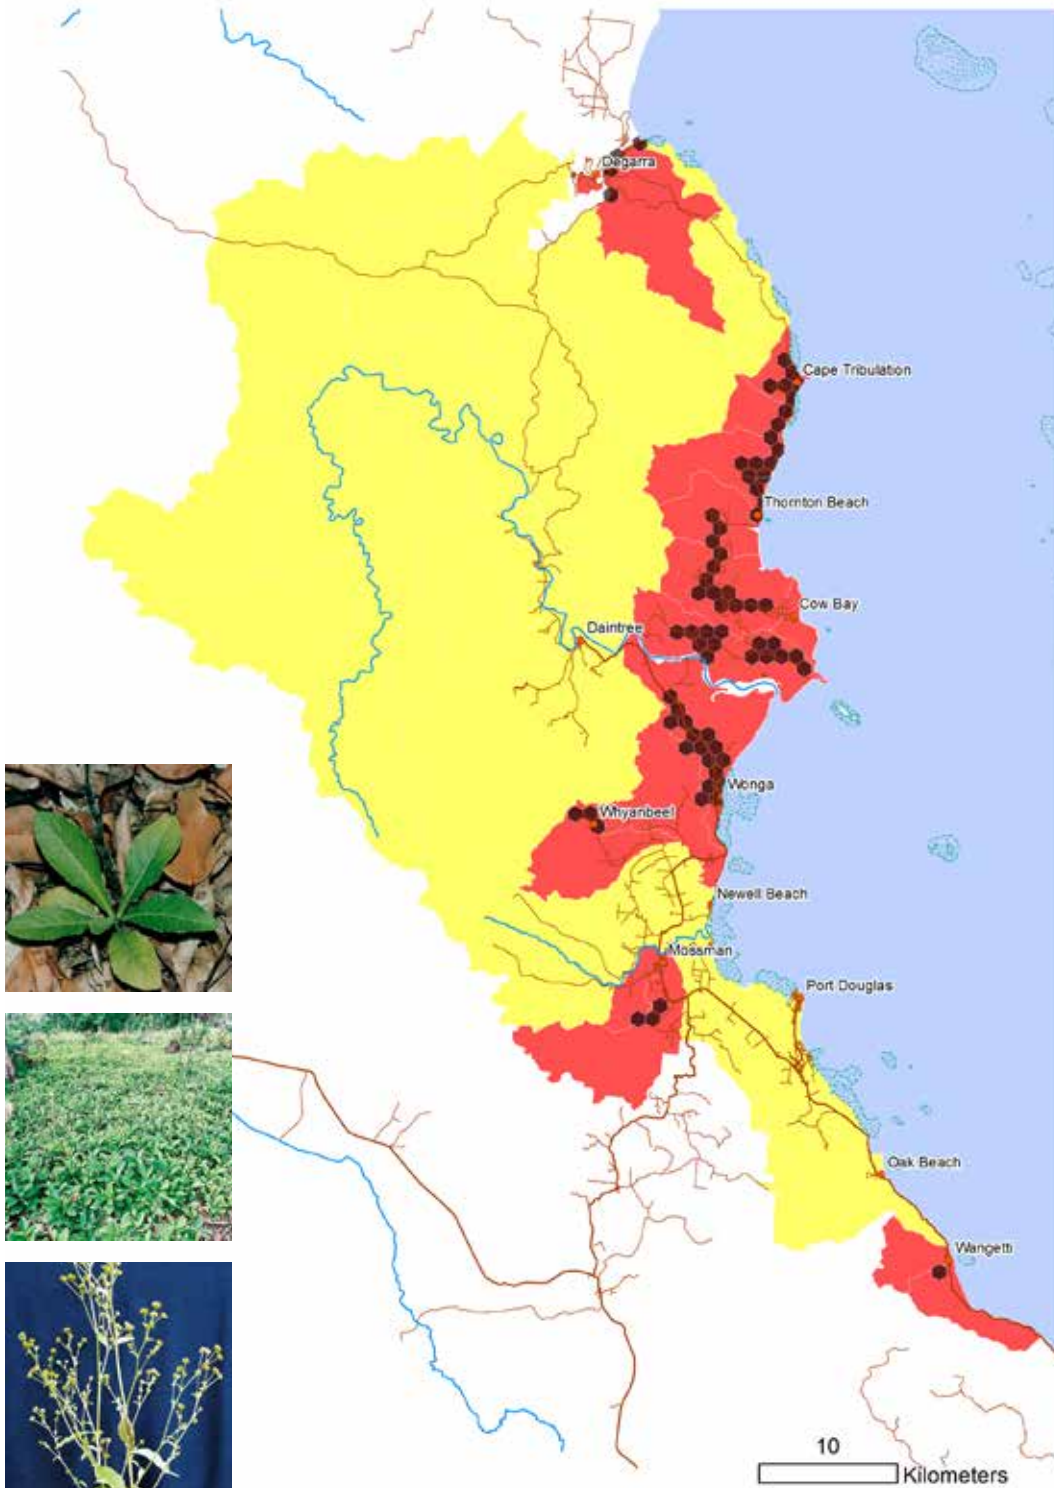 Degarra
Cape Tribulation
Thornton Beach
Cow Bay
Daintree
Wonga
Whyanbeel
Newell Beach
Mossman
Port Douglas
Oak Beach
Wangetti
10
Kilometers